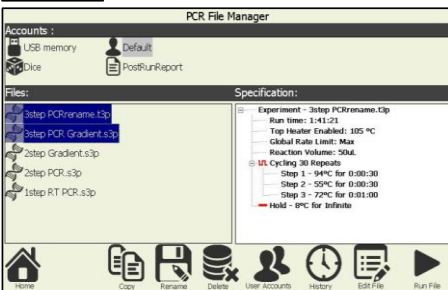 PCR File Manager
Accounts :
USB memory
Default
Dice
PostRunReport
Files:
3step PCRrename.t3p
3step PCR Gradient.s3p
2step Gradient.s3p
2step PCR.s3p
1step RT PCR.s3p
Specification:
Experiment - 3step PCRrename.t3p
Run time: 1:41:21
Top Heater Enabled: 105 °C
Global Rate Limit: Max
Reaction Volume: 50uL
Cycling 30 Repeats
Step 1 - 94°C for 0:00:30
Step 2 - 55°C for 0:00:30
Step 3 - 72°C for 0:01:00
Hold - 8°C for Infinite
Home
Copy
Rename
Delete
User Accounts
History
Edit File
Run File